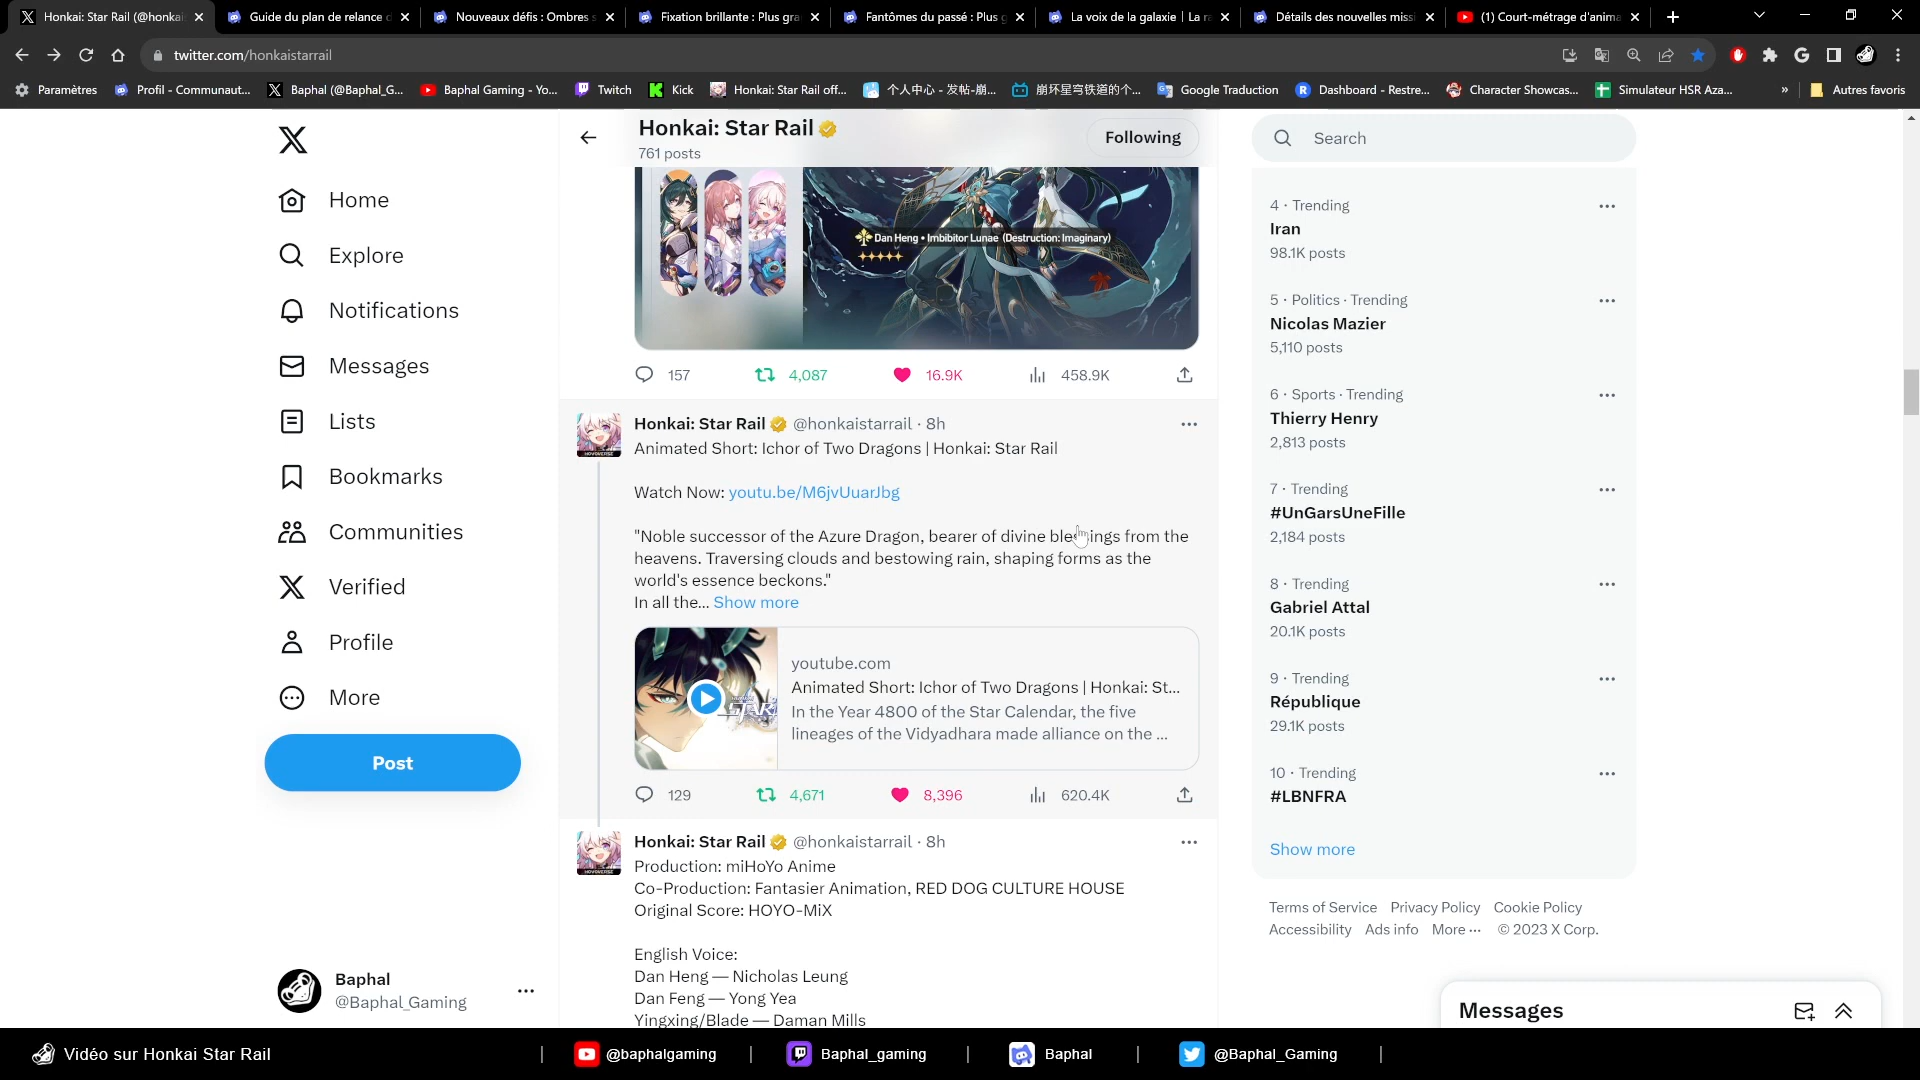 Honkai: Star Rail (@honkai
Guide du plan de relance d
Nouveaux défis : Ombres s
Fixation brillante : Plus gra
Fantômes du passé : Plus g
La voix de la galaxie | La ra
Détails des nouvelles missi
(1) Court-métrage d'anima
twitter.com/honkaistarrail
Paramètres
Profil - Communaut...
Baphal (@Baphal_G...
Baphal Gaming - Yo...
Twitch
Kick
Honkai: Star Rail off...
个人中心 - 发帖-崩...
崩坏星穹铁道的个...
Google Traduction
Dashboard - Restre...
Character Showcas...
Simulateur HSR Aza...
»
Autres favoris
Home
Explore
Notifications
Messages
Lists
Bookmarks
Communities
Verified
Profile
More
Post
Baphal
@Baphal_Gaming
Honkai: Star Rail
761 posts
Following
Dan Heng • Imbibitor Lunae (Destruction: Imaginary)
157
4,087
16.9K
458.9K
Honkai: Star Rail @honkaistarrail · 8h
Animated Short: Ichor of Two Dragons | Honkai: Star Rail
Watch Now: youtu.be/M6jvUuarJbg
"Noble successor of the Azure Dragon, bearer of divine blessings from the
heavens. Traversing clouds and bestowing rain, shaping forms as the
world's essence beckons."
In all the... Show more
youtube.com
Animated Short: Ichor of Two Dragons | Honkai: St...
In the Year 4800 of the Star Calendar, the five
lineages of the Vidyadhara made alliance on the ...
129
4,671
8,396
620.4K
Honkai: Star Rail @honkaistarrail · 8h
Production: miHoYo Anime
Co-Production: Fantasier Animation, RED DOG CULTURE HOUSE
Original Score: HOYO-MiX
English Voice:
Dan Heng — Nicholas Leung
Dan Feng — Yong Yea
Yingxing/Blade — Daman Mills
Search
4 · Trending
Iran
98.1K posts
5 · Politics · Trending
Nicolas Mazier
5,110 posts
6 · Sports · Trending
Thierry Henry
2,813 posts
7 · Trending
#UnGarsUneFille
2,184 posts
8 · Trending
Gabriel Attal
20.1K posts
9 · Trending
République
29.1K posts
10 · Trending
#LBNFRA
Show more
Terms of Service Privacy Policy Cookie Policy
Accessibility Ads info More ··· © 2023 X Corp.
Messages
Vidéo sur Honkai Star Rail
@baphalgaming
Baphal_gaming
Baphal
@Baphal_Gaming